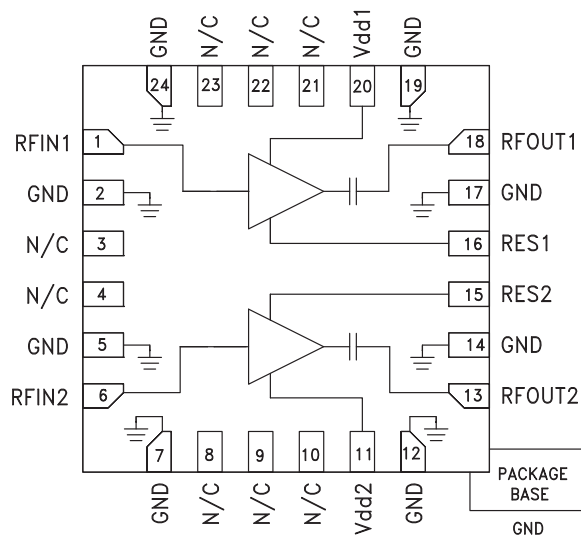 GND
N/C
N/C
N/C
Vdd1
GND
24
23
22
21
20
19
RFIN1
1
18
RFOUT1
GND
2
17
GND
N/C
3
16
RES1
N/C
4
15
RES2
GND
5
14
GND
RFIN2
6
13
RFOUT2
7
8
9
10
11
12
GND
N/C
N/C
N/C
Vdd2
GND
PACKAGE
BASE
GND